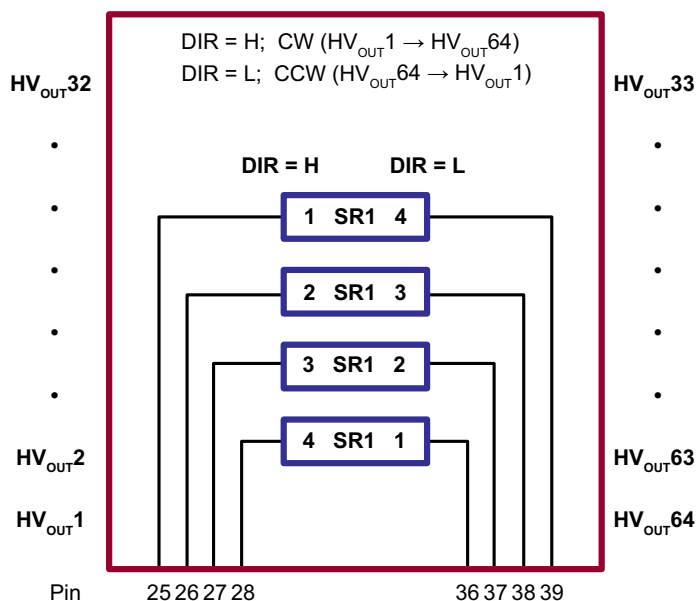 DIR = H; CW (HVOUT1 → HVOUT64)
DIR = L; CCW (HVOUT64 → HVOUT1)
HVOUT32 HVOUT33
DIR = H DIR = L
1 SR1 4
2 SR1 3
3 SR1 2
4 SR1 1
HVOUT2 HVOUT63
HVOUT1 HVOUT64
Pin 25 26 27 28 36 37 38 39